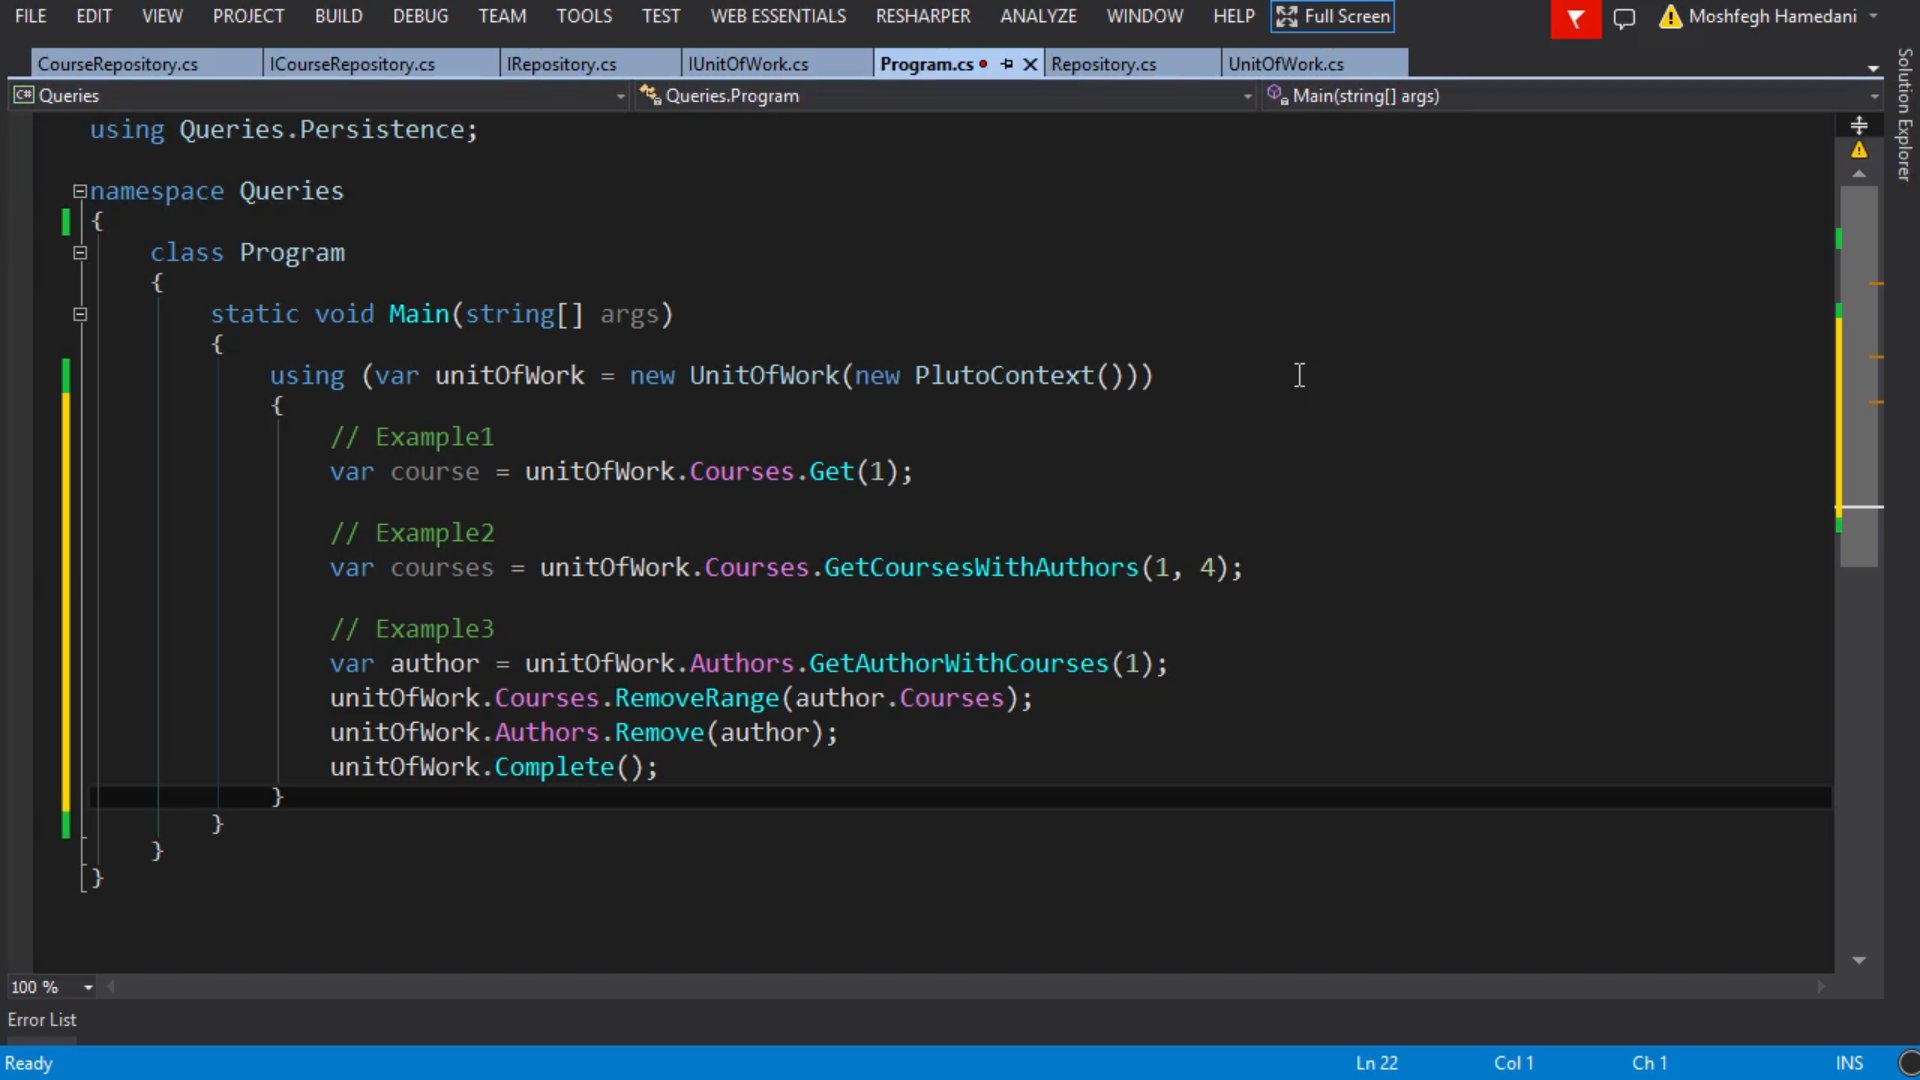 FILE EDIT VIEW PROJECT BUILD DEBUG TEAM TOOLS TEST WEB ESSENTIALS RESHARPER ANALYZE WINDOW HELP Full Screen Moshfegh Hamedani
CourseRepository.cs ICourseRepository.cs IRepository.cs IUnitOfWork.cs Program.cs Repository.cs UnitOfWork.cs
C# Queries Queries.Program Main(string[] args)
Solution Explorer
using Queries.Persistence;
namespace Queries
{
class Program
{
static void Main(string[] args)
{
using (var unitOfWork = new UnitOfWork(new PlutoContext()))
{
// Example1
var course = unitOfWork.Courses.Get(1);
// Example2
var courses = unitOfWork.Courses.GetCoursesWithAuthors(1, 4);
// Example3
var author = unitOfWork.Authors.GetAuthorWithCourses(1);
unitOfWork.Courses.RemoveRange(author.Courses);
unitOfWork.Authors.Remove(author);
unitOfWork.Complete();
}
}
}
}
100 %
Error List
Ready Ln 22 Col 1 Ch 1 INS